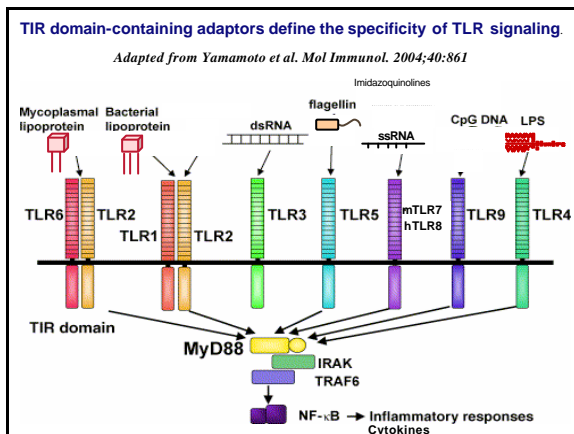 TIR domain-containing adaptors define the specificity of TLR signaling.
Adapted from Yamamoto et al. Mol Immunol. 2004;40:861
Imidazoquinolines
Mycoplasmal
lipoprotein
Bacterial
lipoprotein
dsRNA
flagellin
ssRNA
CpG DNA
LPS
TLR6
TLR2
TLR1
TLR2
TLR3
TLR5
mTLR7
hTLR8
TLR9
TLR4
TIR domain
MyD88
IRAK
TRAF6
NF-κB → Inflammatory responses
Cytokines